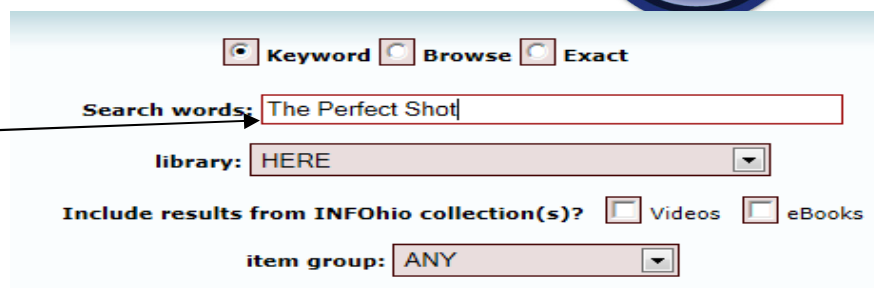 Keyword Browse Exact
Search words: The Perfect Shot
library: HERE
Include results from INFOhio collection(s)? Videos eBooks
item group: ANY